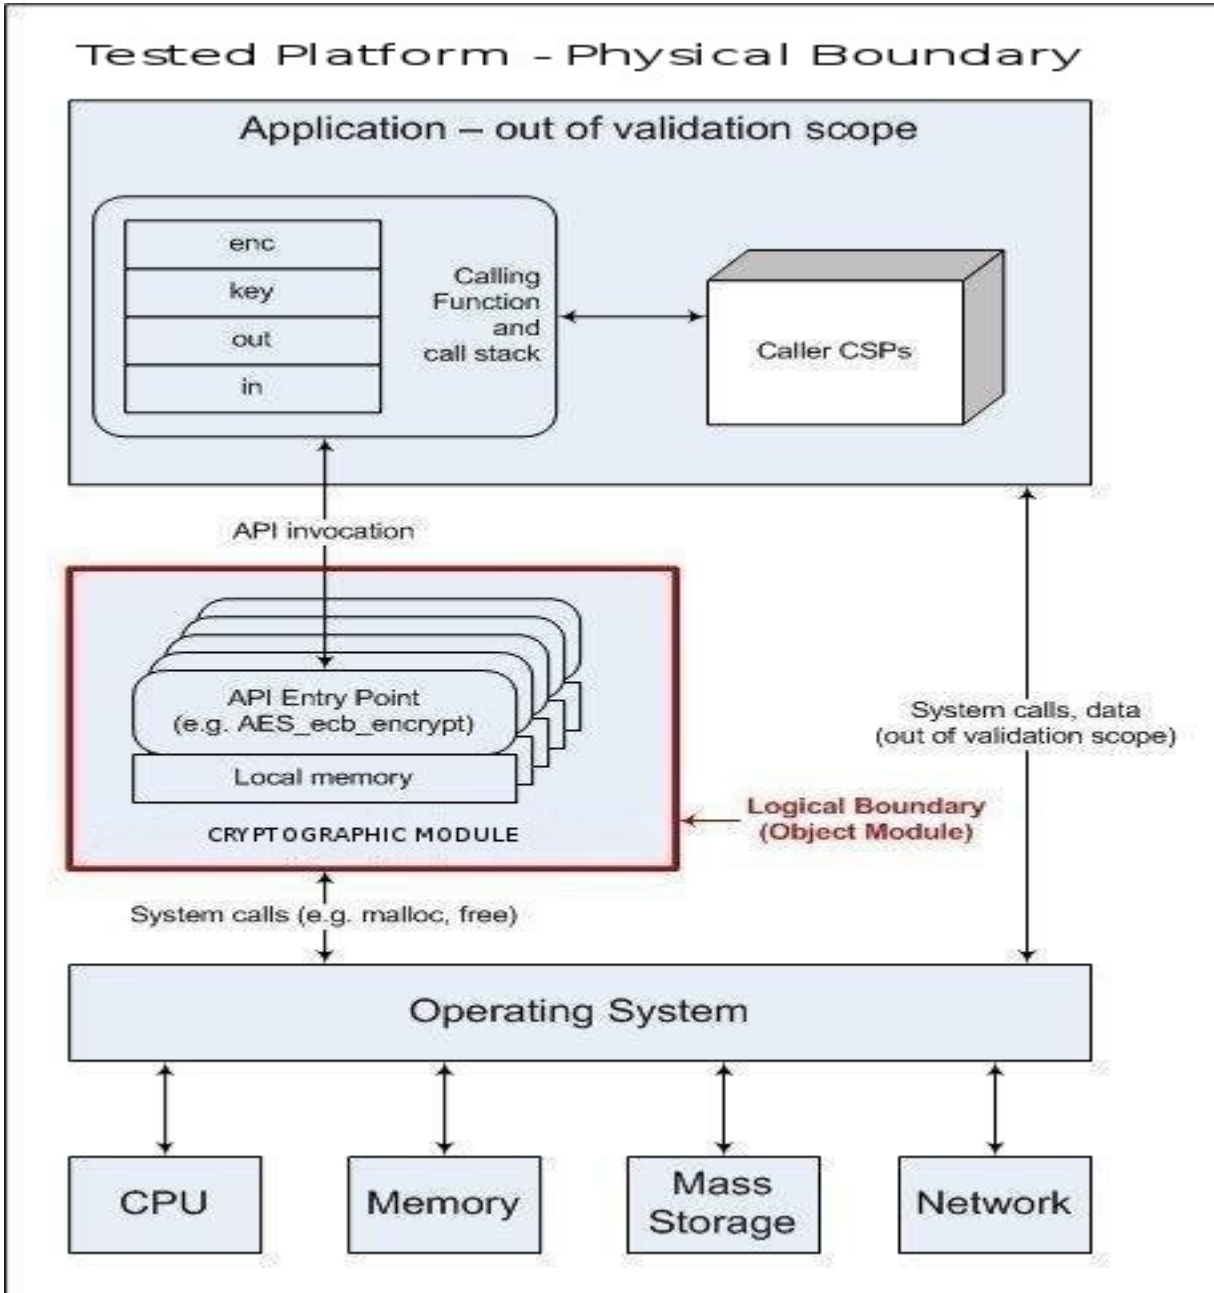 Tested Platform - Physical Boundary
Application – out of validation scope
enc
key
out
in
Calling
Function
and
call stack
Caller CSPs
API invocation
API Entry Point
(e.g. AES_ecb_encrypt)
Local memory
CRYPTOGRAPHIC MODULE
System calls, data
(out of validation scope)
Logical Boundary
(Object Module)
System calls (e.g. malloc, free)
Operating System
CPU
Memory
Mass
Storage
Network